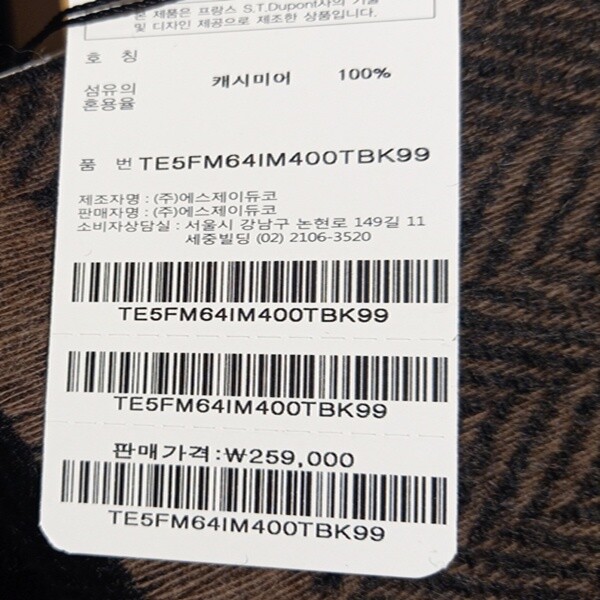 본 제품은 프랑스 S.T.Dupont사의 기술
및 디자인 제공으로 제조한 상품입니다.
호 칭
섬유의
혼용율 캐시미어 100%
품 번 TE5FM64IM400TBK99
제조자명 : (주)에스제이듀코
판매자명 : (주)에스제이듀코
소비자상담실 : 서울시 강남구 논현로 149길 11
세중빌딩 (02) 2106-3520
TE5FM64IM400TBK99
TE5FM64IM400TBK99
판매가격:₩259,000
TE5FM64IM400TBK99